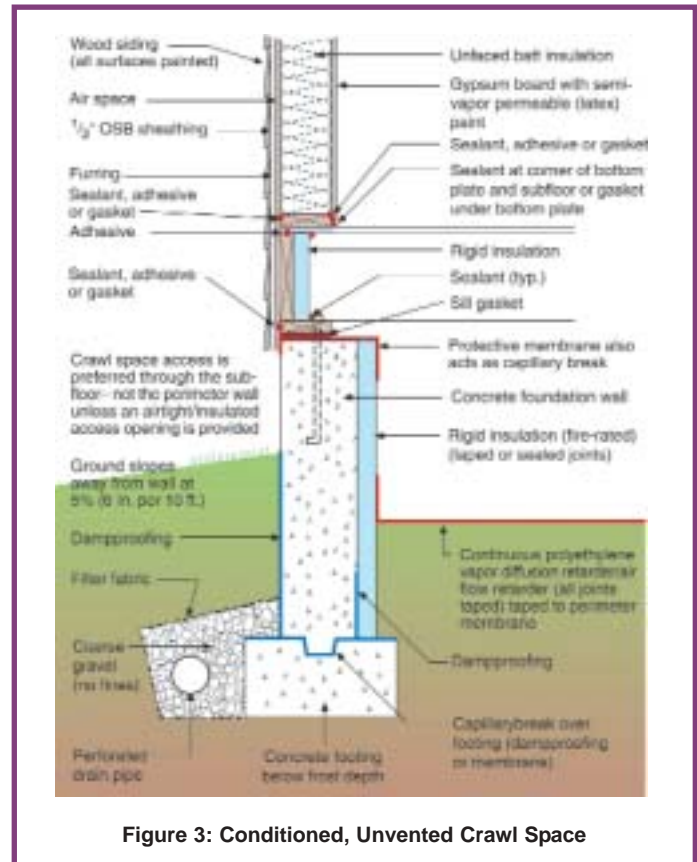 Wood siding
(all surfaces painted)
Air space
1/2" OSB sheathing
Furring
Sealant, adhesive
or gasket
Adhesive
Sealant, adhesive
or gasket
Crawl space access is
preferred through the sub-
floor–not the perimeter wall
unless an airtight/insulated
access opening is provided
Ground slopes
away from wall at
5% (6 in. per 10 ft.)
Dampproofing
Filter fabric
Coarse
gravel
(no fines)
Perforated
drain pipe
Concrete footing
below frost depth
Unfaced batt insulation
Gypsum board with semi-
vapor permeable (latex)
paint
Sealant, adhesive or gasket
Sealant at corner of bottom
plate and subfloor or gasket
under bottom plate
Rigid insulation
Sealant (typ.)
Sill gasket
Protective membrane also
acts as capillary break
Concrete foundation wall
Rigid insulation (fire-rated)
(taped or sealed joints)
Continuous polyethylene
vapor diffusion retarder/air
flow retarder (all joints
taped) taped to perimeter
membrane
Dampproofing
Capillarybreak over
footing (dampproofing
or membrane)
Figure 3: Conditioned, Unvented Crawl Space